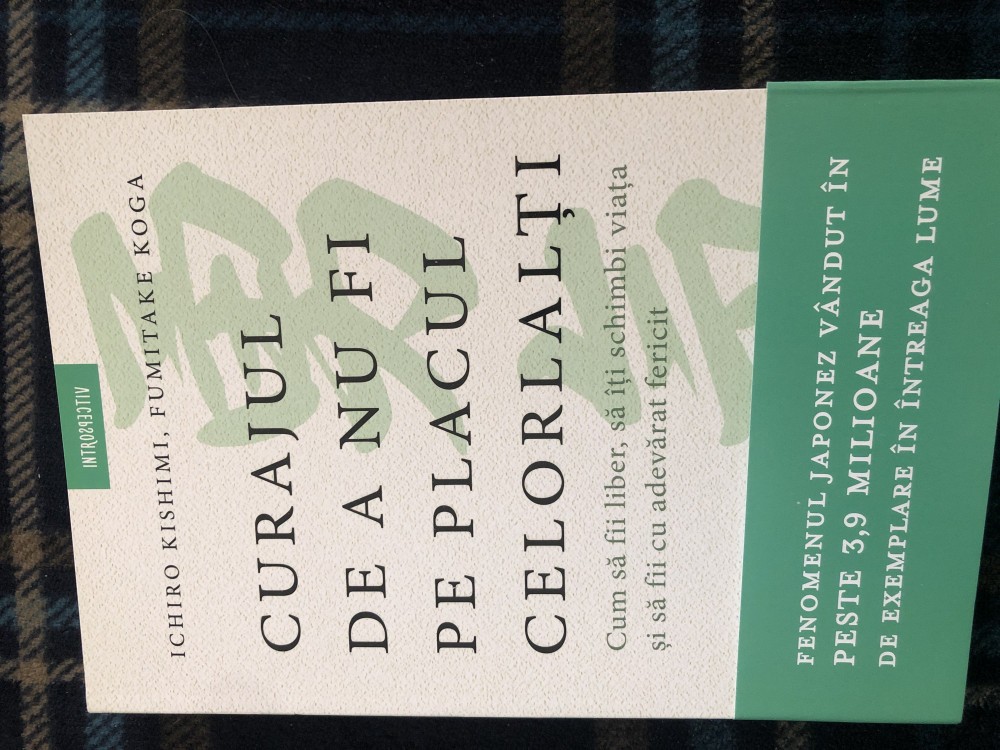 INTROSPECTIV
ICHIRO KISHIMI, FUMITAKE KOGA
CURAJUL
DE A NU FI
PE PLACUL
CELORLALȚI
Cum să fii liber, să îți schimbi viața
și să fii cu adevărat fericit
FENOMENUL JAPONEZ VÂNDUT ÎN
PESTE 3,9 MILIOANE
DE EXEMPLARE ÎN ÎNTREAGA LUME